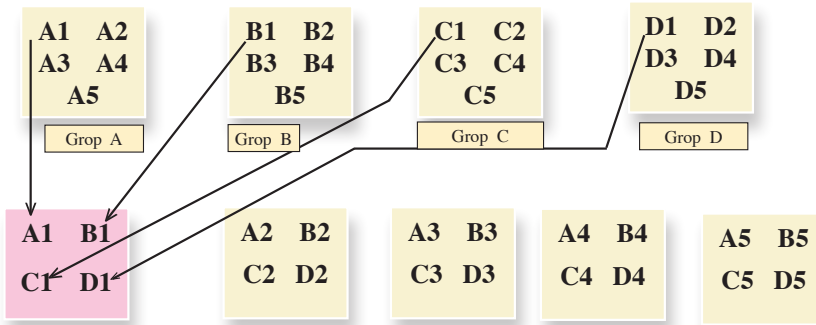 A1 A2
A3 A4
A5
Grop A
B1 B2
B3 B4
B5
Grop B
C1 C2
C3 C4
C5
Grop C
D1 D2
D3 D4
D5
Grop D
A1 B1
C1 D1
A2 B2
C2 D2
A3 B3
C3 D3
A4 B4
C4 D4
A5 B5
C5 D5